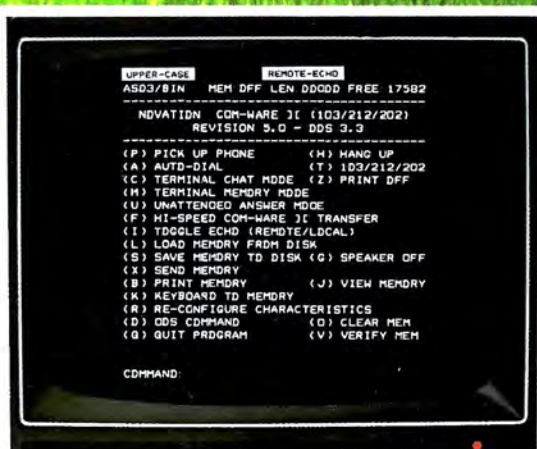 UPPER-CASE REMOTE-ECHO
ASD3/BIN MEM OFF LEN 00000 FREE 17582
NOVATION COM-WARE ][ (103/212/202)
REVISION 5.0 - DOS 3.3
(P) PICK UP PHONE (H) HANG UP
(A) AUTO-DIAL (T) 103/212/202
(C) TERMINAL CHAT MODE (Z) PRINT OFF
(M) TERMINAL MEMORY MODE
(U) UNATTENDED ANSWER MODE
(F) HI-SPEED COM-WARE ][ TRANSFER
(I) TOGGLE ECHO (REMOTE/LOCAL)
(L) LOAD MEMORY FROM DISK
(S) SAVE MEMORY TO DISK (G) SPEAKER OFF
(X) SEND MEMORY
(B) PRINT MEMORY (J) VIEW MEMORY
(K) KEYBOARD TO MEMORY
(R) RE-CONFIGURE CHARACTERISTICS
(D) DOS COMMAND (O) CLEAR MEM
(Q) QUIT PROGRAM (V) VERIFY MEM
COMMAND: